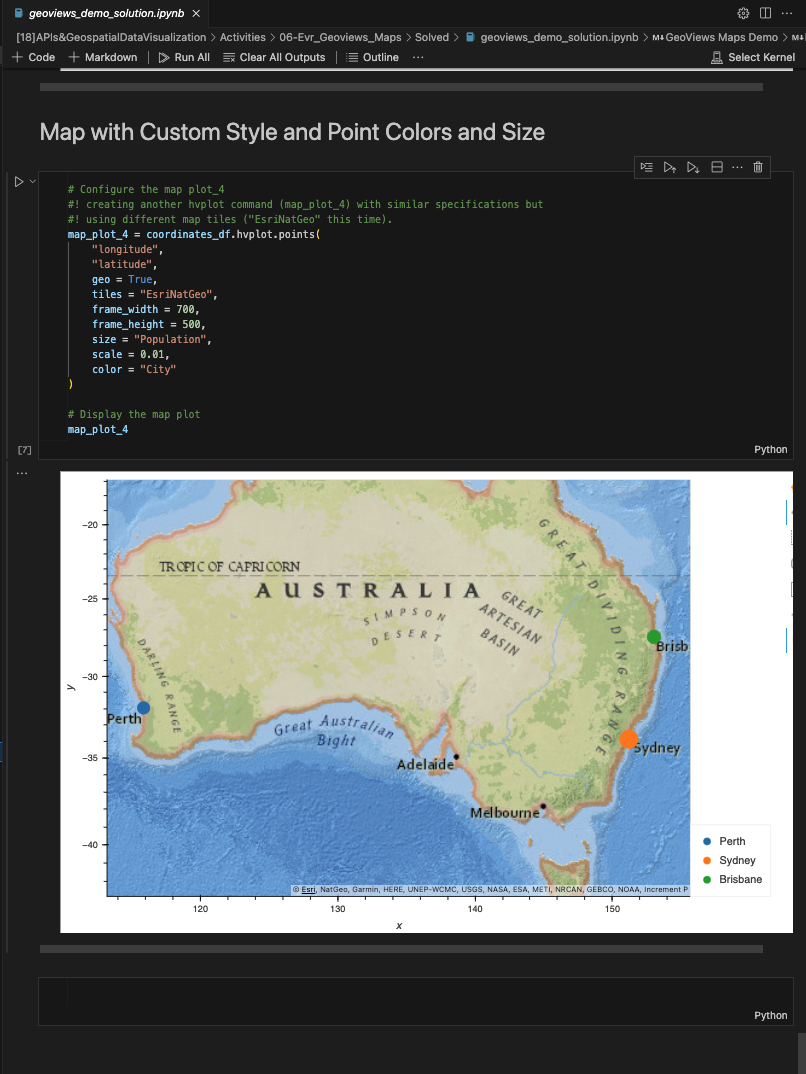 geoviews_demo_solution.ipynb
[18]APIs&GeospatialDataVisualization > Activities > 06-Evr_Geoviews_Maps > Solved > geoviews_demo_solution.ipynb > M↓GeoViews Maps Demo > M↓
+ Code + Markdown Run All Clear All Outputs Outline ... Select Kernel
Map with Custom Style and Point Colors and Size
# Configure the map plot_4
#! creating another hvplot command (map_plot_4) with similar specifications but
#! using different map tiles ("EsriNatGeo" this time).
map_plot_4 = coordinates_df.hvplot.points(
"longitude",
"latitude",
geo = True,
tiles = "EsriNatGeo",
frame_width = 700,
frame_height = 500,
size = "Population",
scale = 0.01,
color = "City"
)
# Display the map plot
map_plot_4
[7]
Python
...
−20
TROPIC OF CAPRICORN
GREAT DIVIDING RANGE
AUSTRALIA
−25
SIMPSON DESERT
GREAT ARTESIAN BASIN
DARLING RANGE
Brisb
−30
y
Perth
Great Australian Bight
Sydney
−35
Adelaide
Melbourne
−40
Perth
Sydney
Brisbane
© Esri, NatGeo, Garmin, HERE, UNEP-WCMC, USGS, NASA, ESA, METI, NRCAN, GEBCO, NOAA, Increment P
120 130 140 150
x
Python